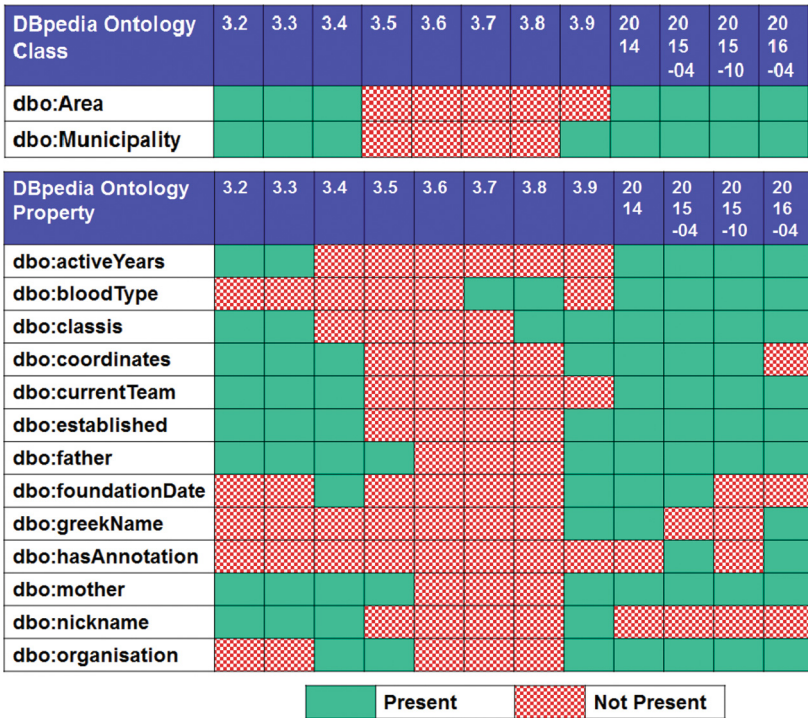 DBpedia Ontology 3.2 3.3 3.4 3.5 3.6 3.7 3.8 3.9 20 20 20 20
Class 14 15 15 16
-04 -10 -04
dbo:Area
dbo:Municipality
DBpedia Ontology 3.2 3.3 3.4 3.5 3.6 3.7 3.8 3.9 20 20 20 20
Property 14 15 15 16
-04 -10 -04
dbo:activeYears
dbo:bloodType
dbo:classis
dbo:coordinates
dbo:currentTeam
dbo:established
dbo:father
dbo:foundationDate
dbo:greekName
dbo:hasAnnotation
dbo:mother
dbo:nickname
dbo:organisation
Present Not Present